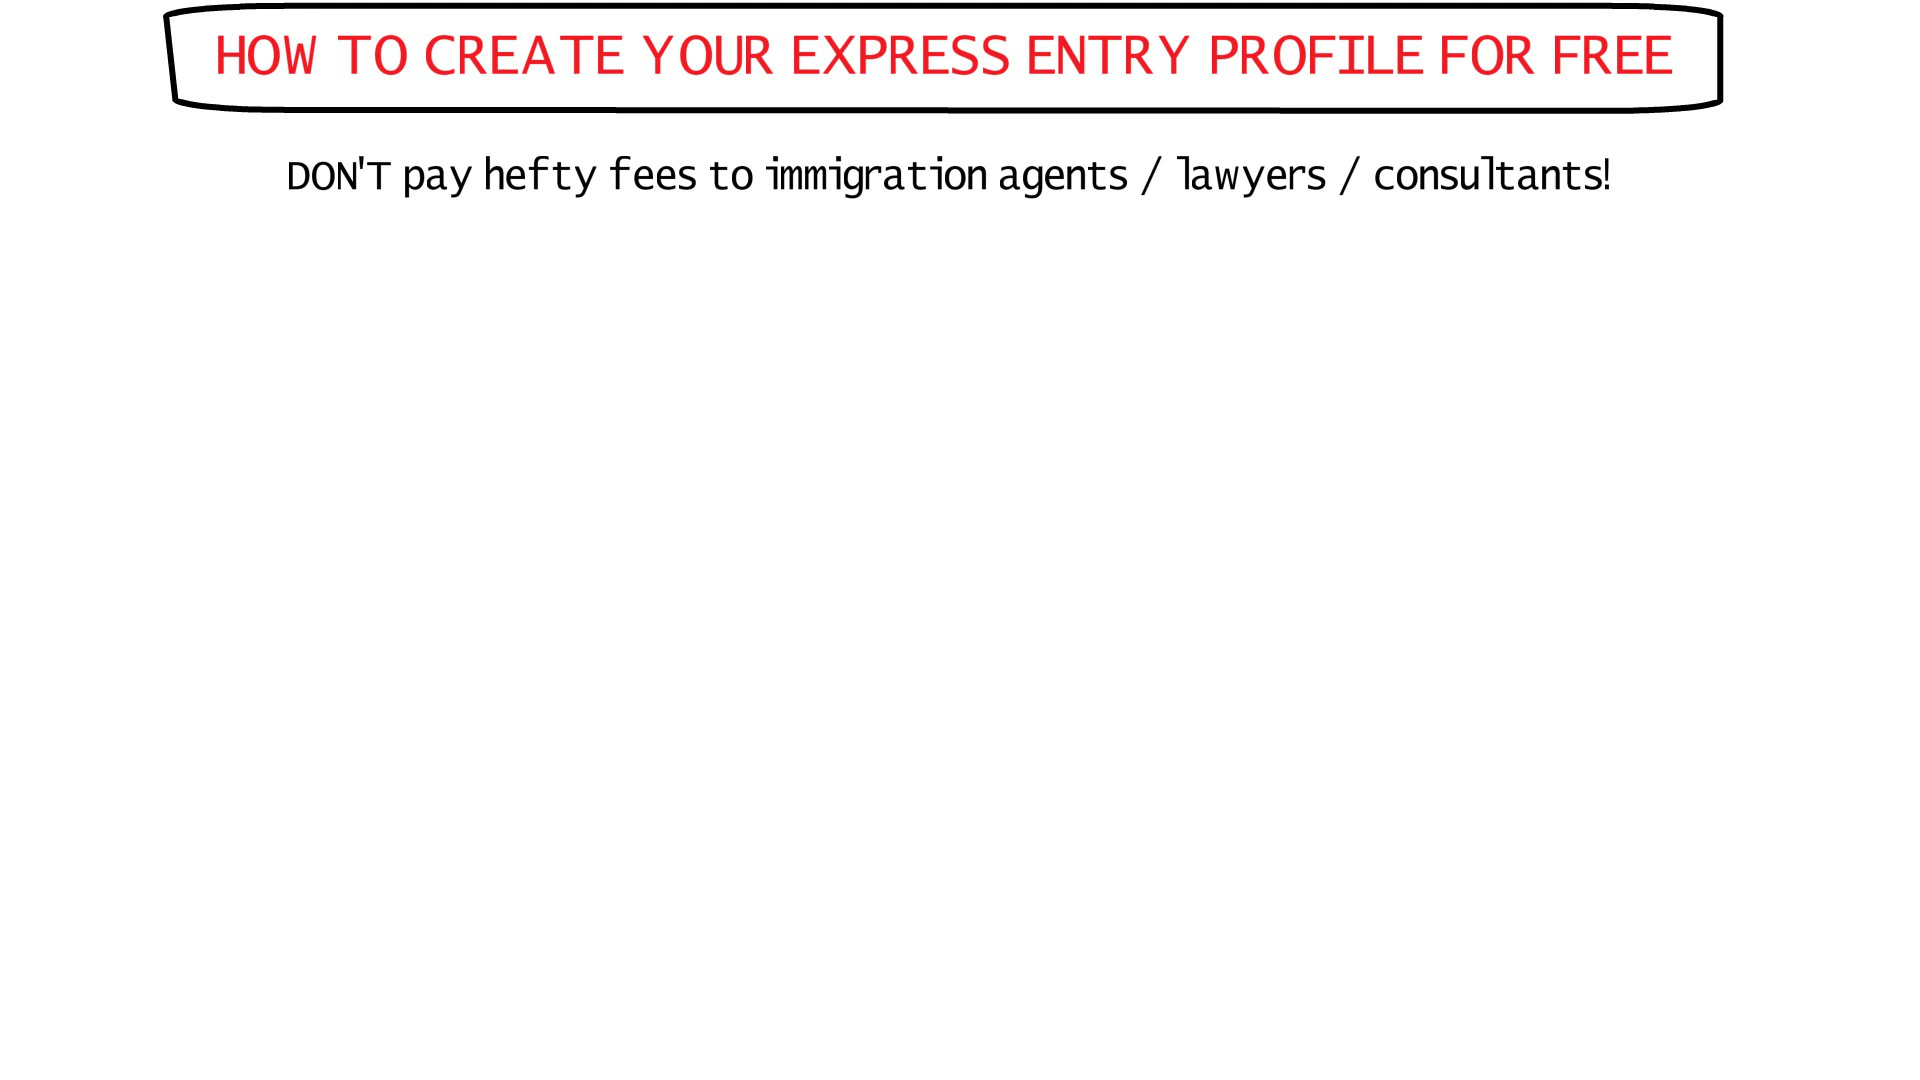 HOW TO CREATE YOUR EXPRESS ENTRY PROFILE FOR FREE
DON'T pay hefty fees to immigration agents / lawyers / consultants!